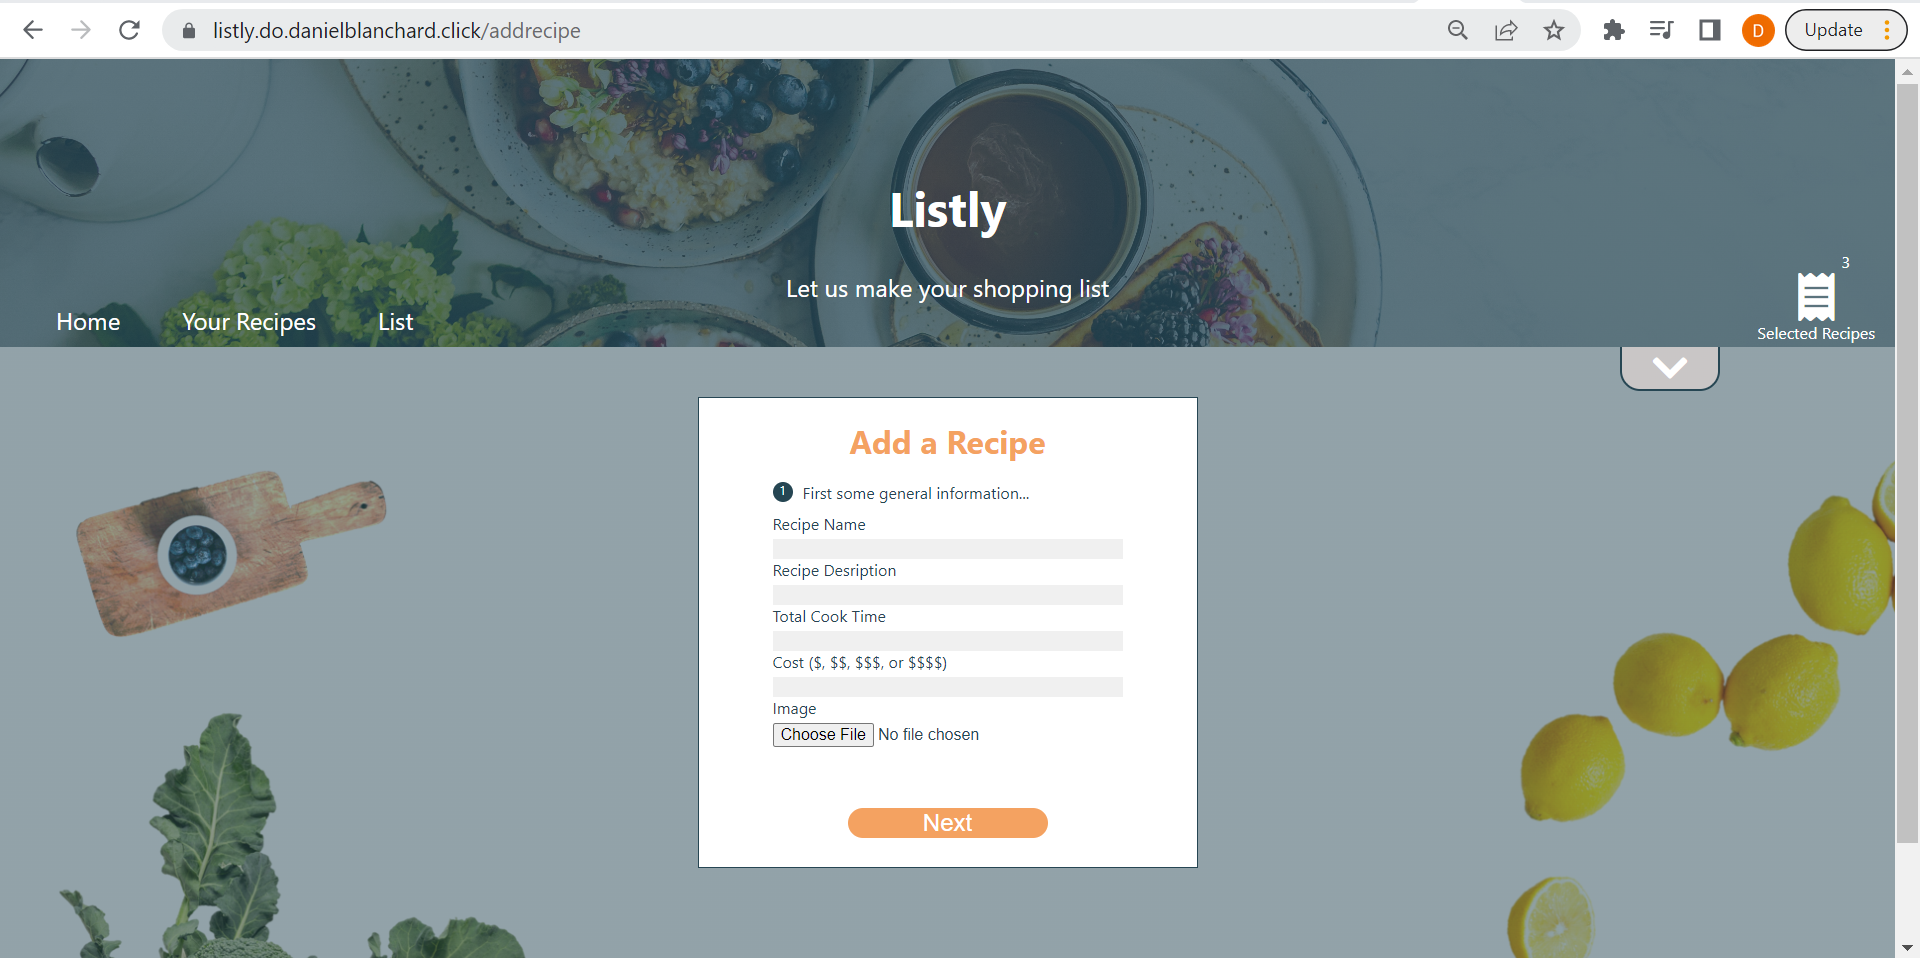 listly.do.danielblanchard.click/addrecipe
D
Update
Listly
Let us make your shopping list
Home
Your Recipes
List
3
Selected Recipes
Add a Recipe
1 First some general information...
Recipe Name
Recipe Desription
Total Cook Time
Cost ($, $$, $$$, or $$$$)
Image
Choose File No file chosen
Next